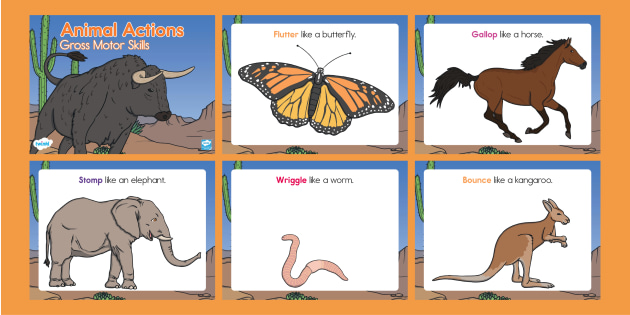 Animal Actions
Gross Motor Skills
twinkl
Flutter like a butterfly.
Gallop like a horse.
Stomp like an elephant.
Wriggle like a worm.
Bounce like a kangaroo.